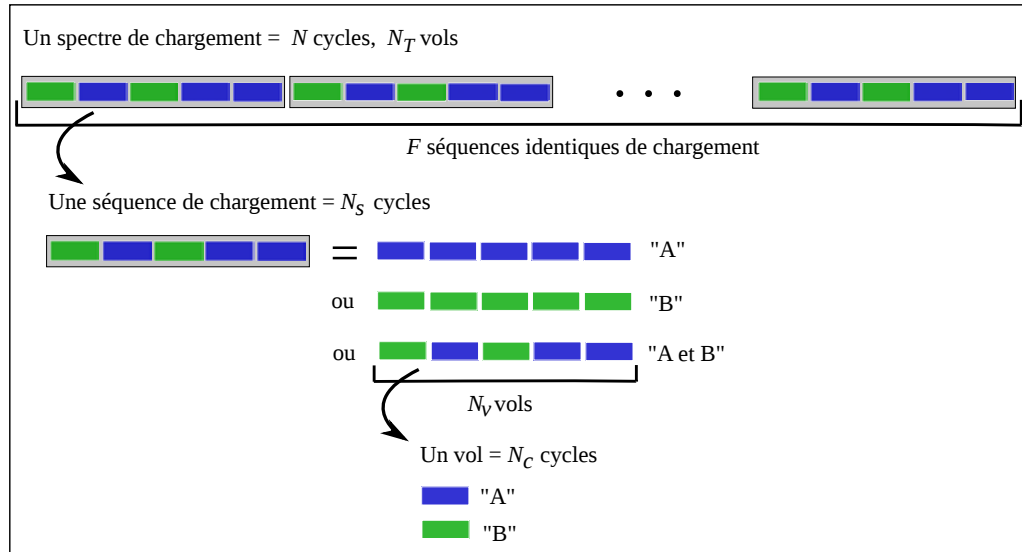 Un spectre de chargement = N cycles, N_T vols
F séquences identiques de chargement
Une séquence de chargement = N_s cycles
= "A"
ou "B"
ou "A et B"
N_v vols
Un vol = N_c cycles
"A"
"B"